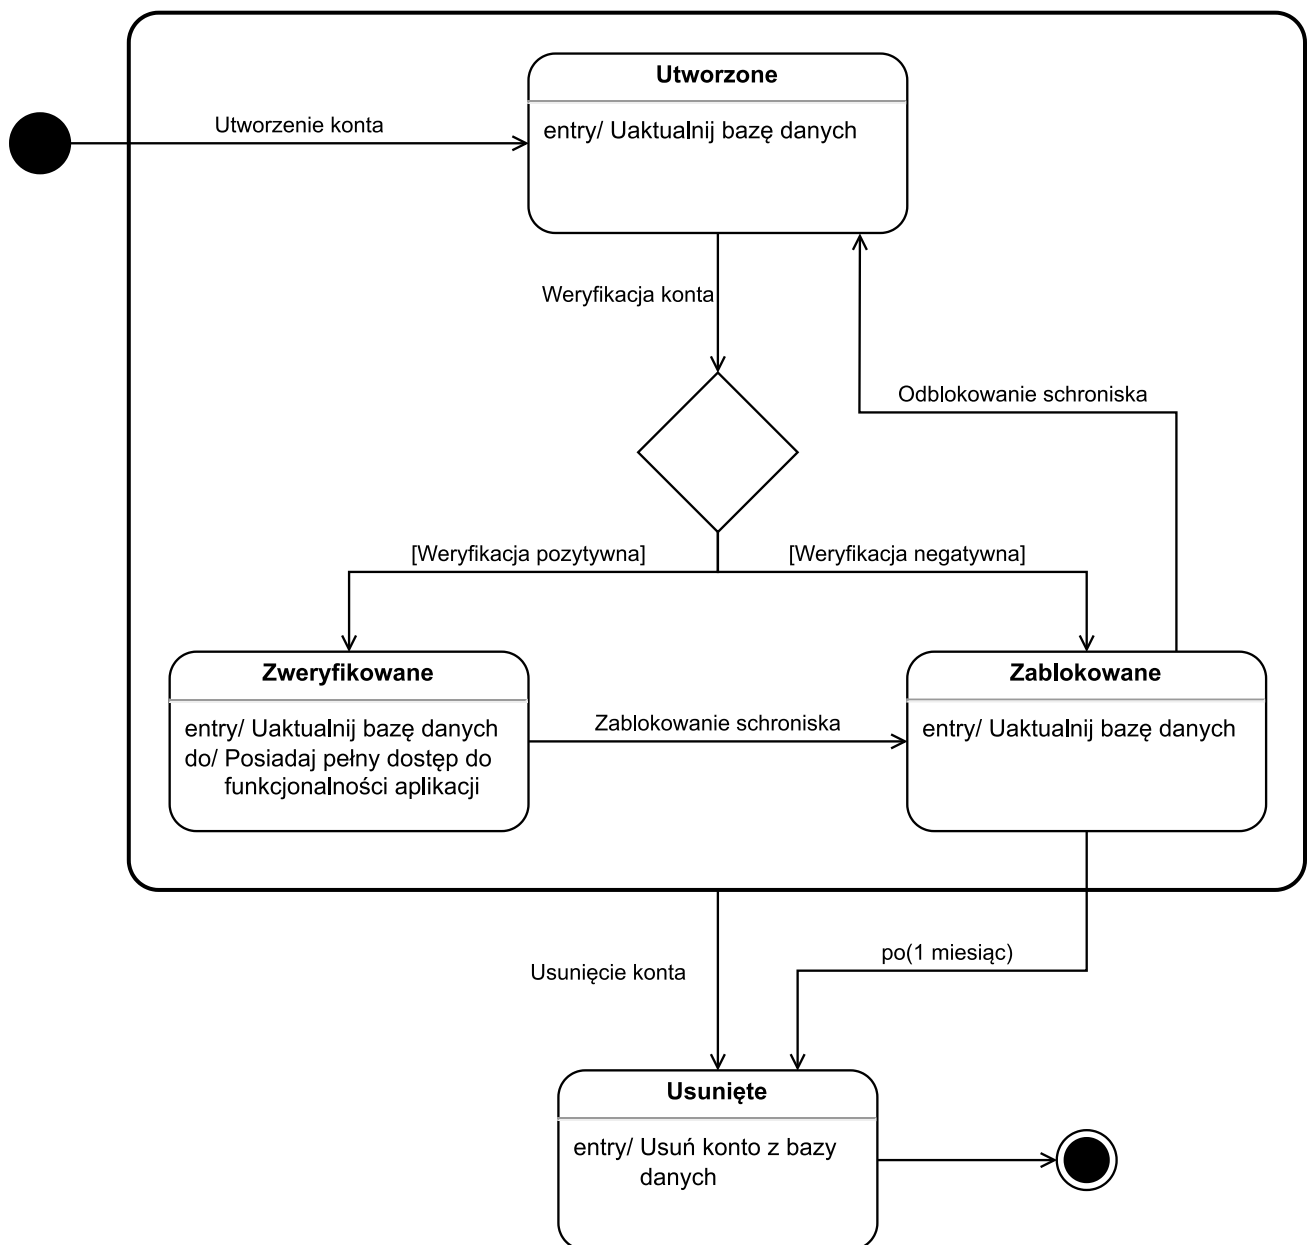 Utworzone
Utworzenie konta
entry/ Uaktualnij bazę danych
Weryfikacja konta
Odblokowanie schroniska
[Weryfikacja pozytywna]
[Weryfikacja negatywna]
Zweryfikowane
entry/ Uaktualnij bazę danych
do/ Posiadaj pełny dostęp do
funkcjonalności aplikacji
Zablokowanie schroniska
Zablokowane
entry/ Uaktualnij bazę danych
Usunięcie konta
po(1 miesiąc)
Usunięte
entry/ Usuń konto z bazy
danych